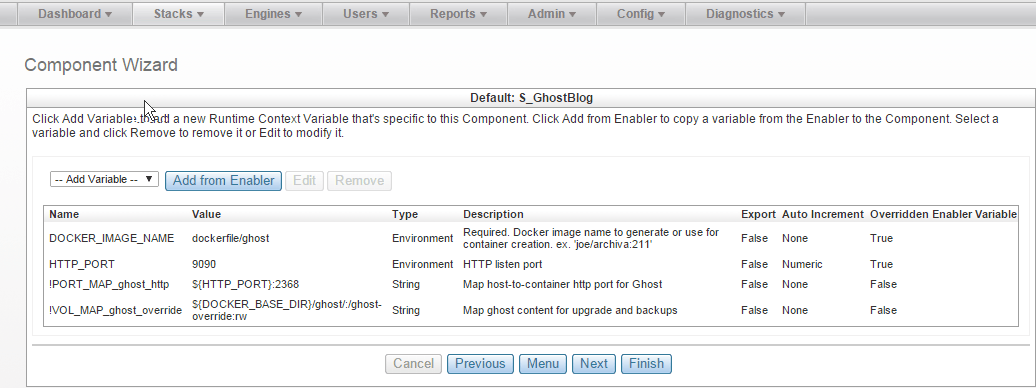 Dashboard Stacks Engines Users Reports Admin Config Diagnostics
Component Wizard
Default: S_GhostBlog
Click Add Variable to add a new Runtime Context Variable that's specific to this Component. Click Add from Enabler to copy a variable from the Enabler to the Component. Select a
variable and click Remove to remove it or Edit to modify it.
-- Add Variable -- Add from Enabler Edit Remove
Name Value Type Description Export Auto Increment Overridden Enabler Variable
DOCKER_IMAGE_NAME dockerfile/ghost Environment Required. Docker image name to generate or use for container creation. ex. 'joe/archiva:211' False None True
HTTP_PORT 9090 Environment HTTP listen port False Numeric True
!PORT_MAP_ghost_http ${HTTP_PORT}:2368 String Map host-to-container http port for Ghost False None False
!VOL_MAP_ghost_override ${DOCKER_BASE_DIR}/ghost/:/ghost-override:rw String Map ghost content for upgrade and backups False None False
Cancel Previous Menu Next Finish